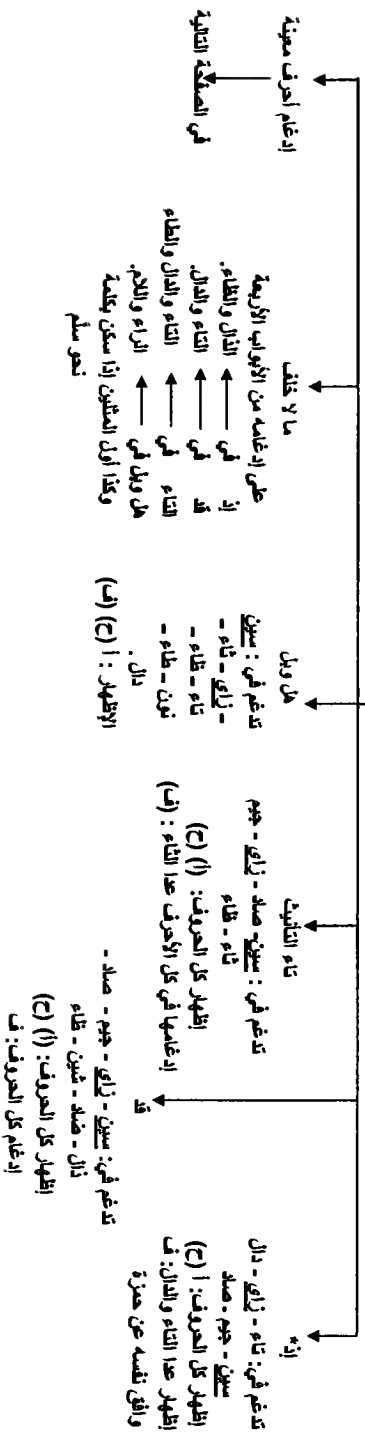 إذ*
تدغم في: تاء - زاي - دال
سين - جيم - صاد
إظهار كل الحروف: أ (ح)
إظهار عدا التاء والدال: ف
وافق نفسه عن حمزة
قد
تدغم في: سين - زاي - جيم - صاد -
ذال - ضاد - شين - ظاء
إظهار كل الحروف: (أ) (ح)
إدغام كل الحروف: ف
تاء التأنيث
تدغم في: سين - صاد - زاي - جيم
ثاء - ظاء
إظهار كل الحروف: (أ) (ح)
إدغامها في كل الأحرف عدا الثاء: (ف)
هل وبل
تدغم في: سين
- زاي - ثاء -
تاء - ظاء -
نون - طاء -
دال.
الإظهار: أ (ح) (ف)
ما لا خلف
على إدغامه من الأبواب الأربعة
إذ في الذال والظاء.
قد في التاء والدال.
التاء في التاء والدال والطاء
هل وبل في الراء واللام.
وكذا أول المثلين إذا سكن بكلمة
نحو سلم
إدغام أحرف معينة
في الصفحة التالية